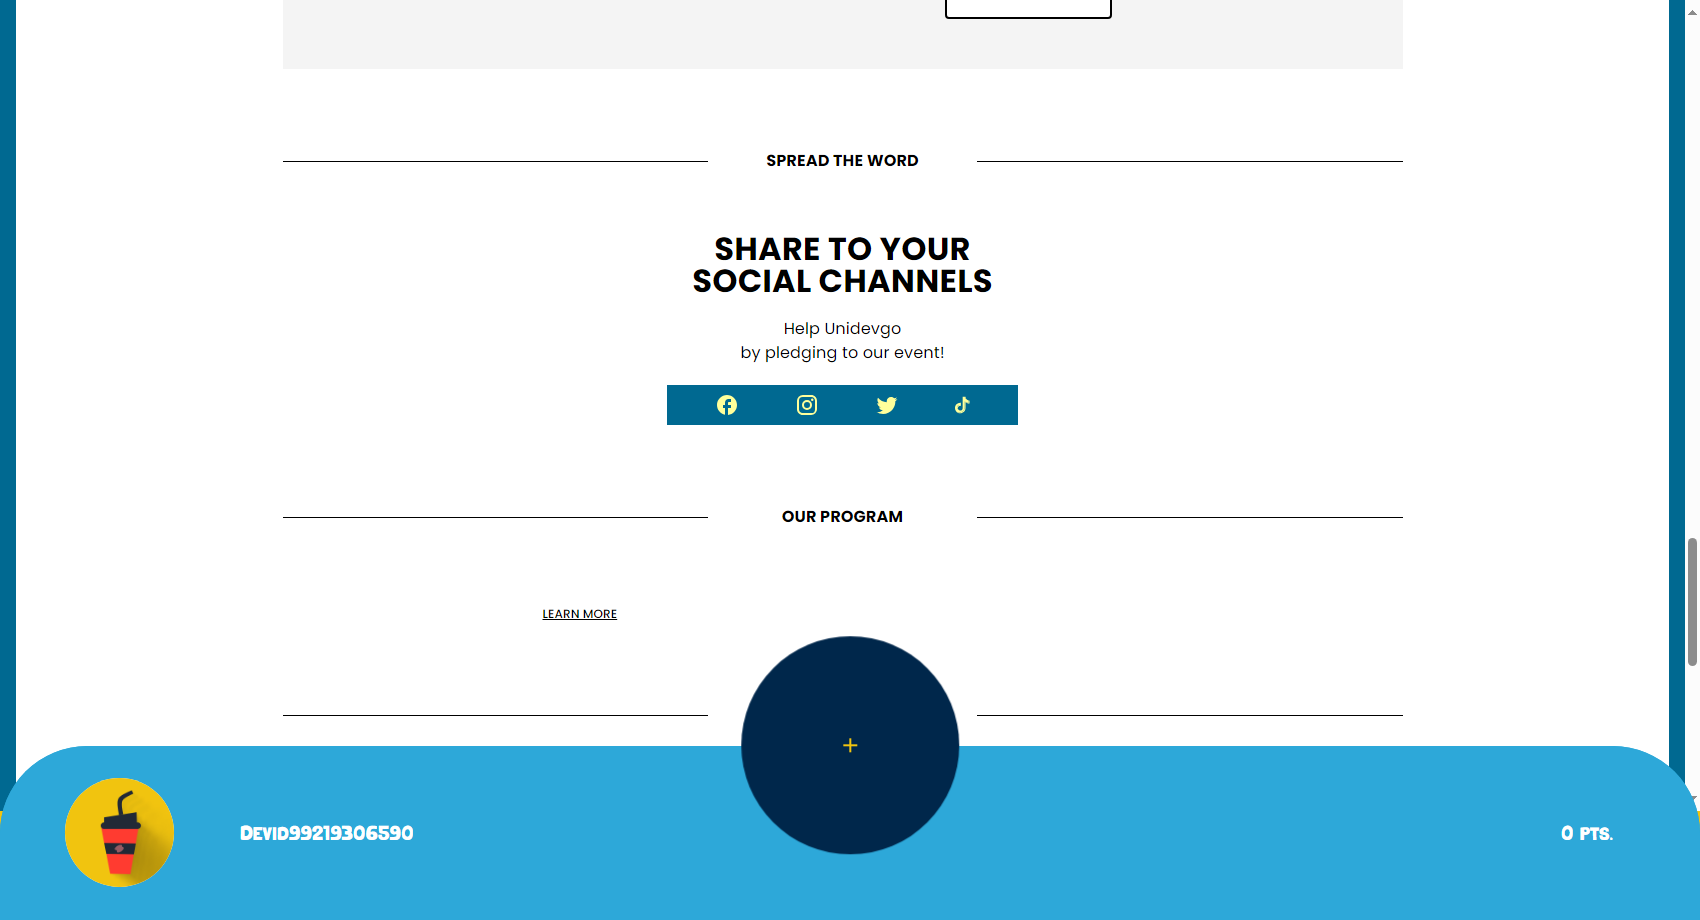 SPREAD THE WORD
SHARE TO YOUR
SOCIAL CHANNELS
Help Unidevgo
by pledging to our event!
OUR PROGRAM
LEARN MORE
+
Devid99219306590
0 pts.